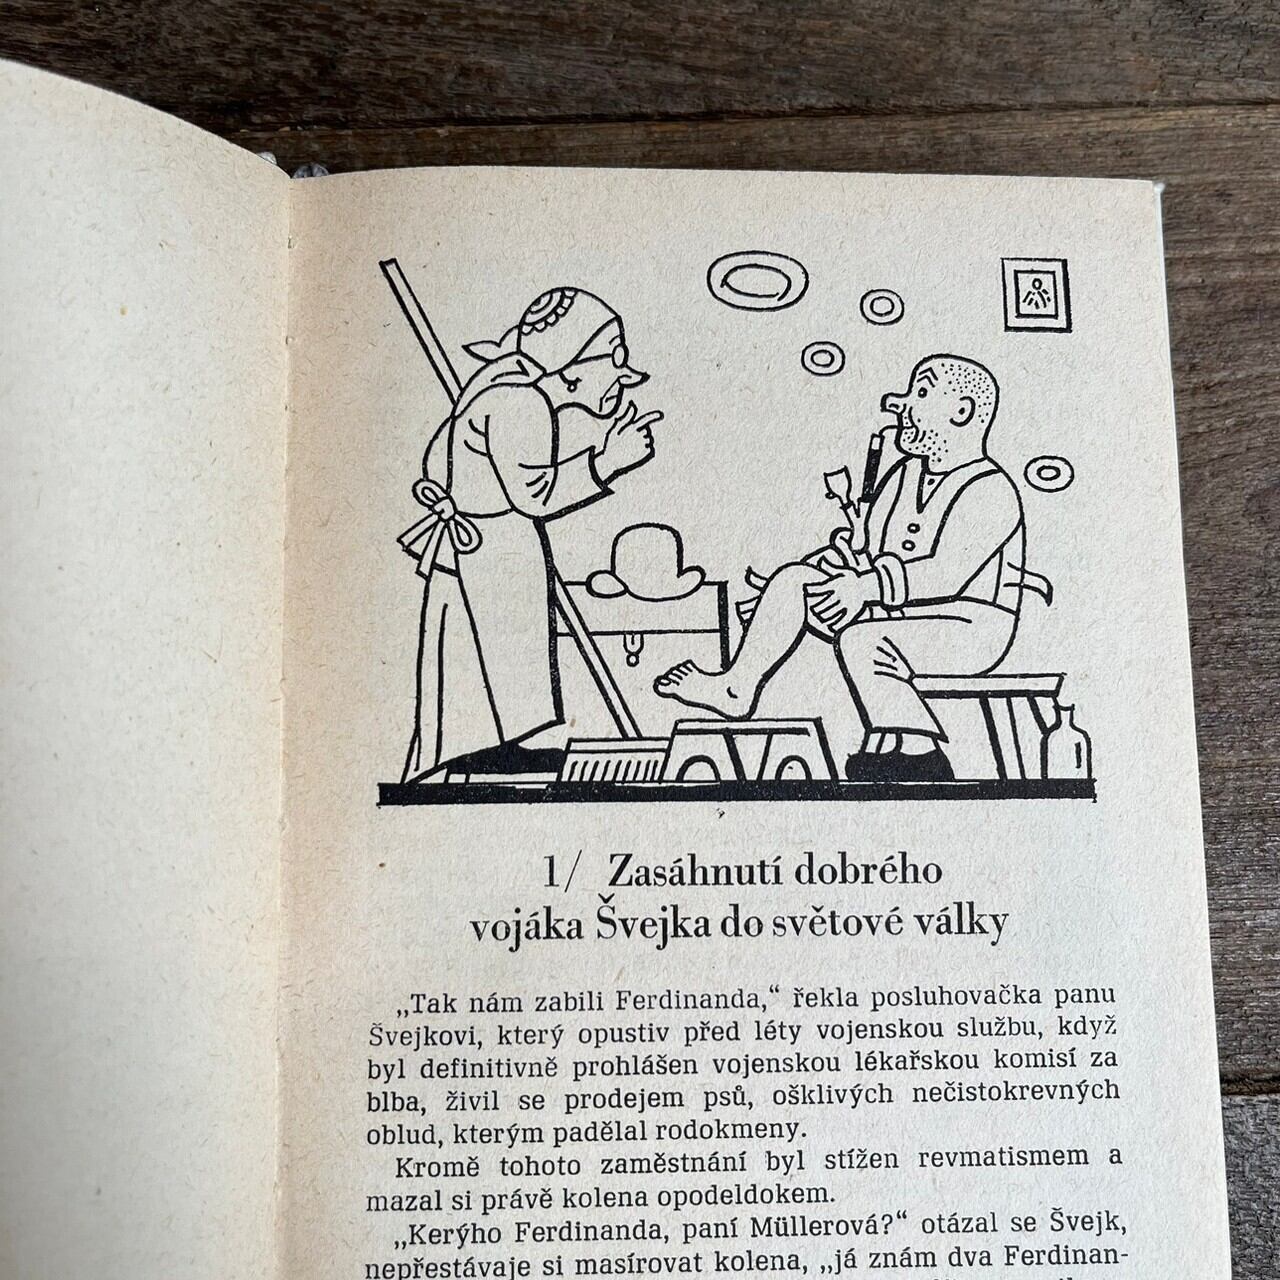 1/ Zasáhnutí dobrého
vojáka Švejka do světové války
„Tak nám zabili Ferdinanda,“ řekla posluhovačka panu
Švejkovi, který opustiv před léty vojenskou službu, když
byl definitivně prohlášen vojenskou lékařskou komisí za
blba, živil se prodejem psů, ošklivých nečistokrevných
oblud, kterým padělal rodokmeny.
Kromě tohoto zaměstnání byl stížen revmatismem a
mazal si právě kolena opodeldokem.
„Kerýho Ferdinanda, paní Müllerová?“ otázal se Švejk,
nepřestávaje si masírovat kolena, „já znám dva Ferdinan-